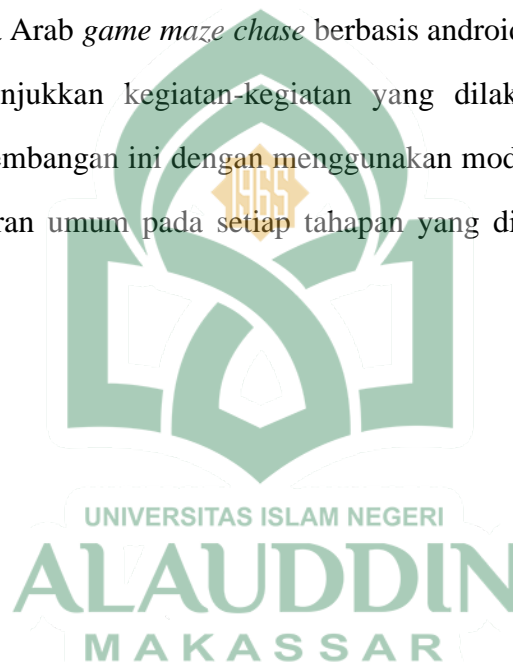 Arab game maze chase berbasis android
njukkan kegiatan-kegiatan yang dilak
embangan ini dengan menggunakan mod
ran umum pada setiap tahapan yang di
1965
UNIVERSITAS ISLAM NEGERI
ALAUDDIN
MAKASSAR